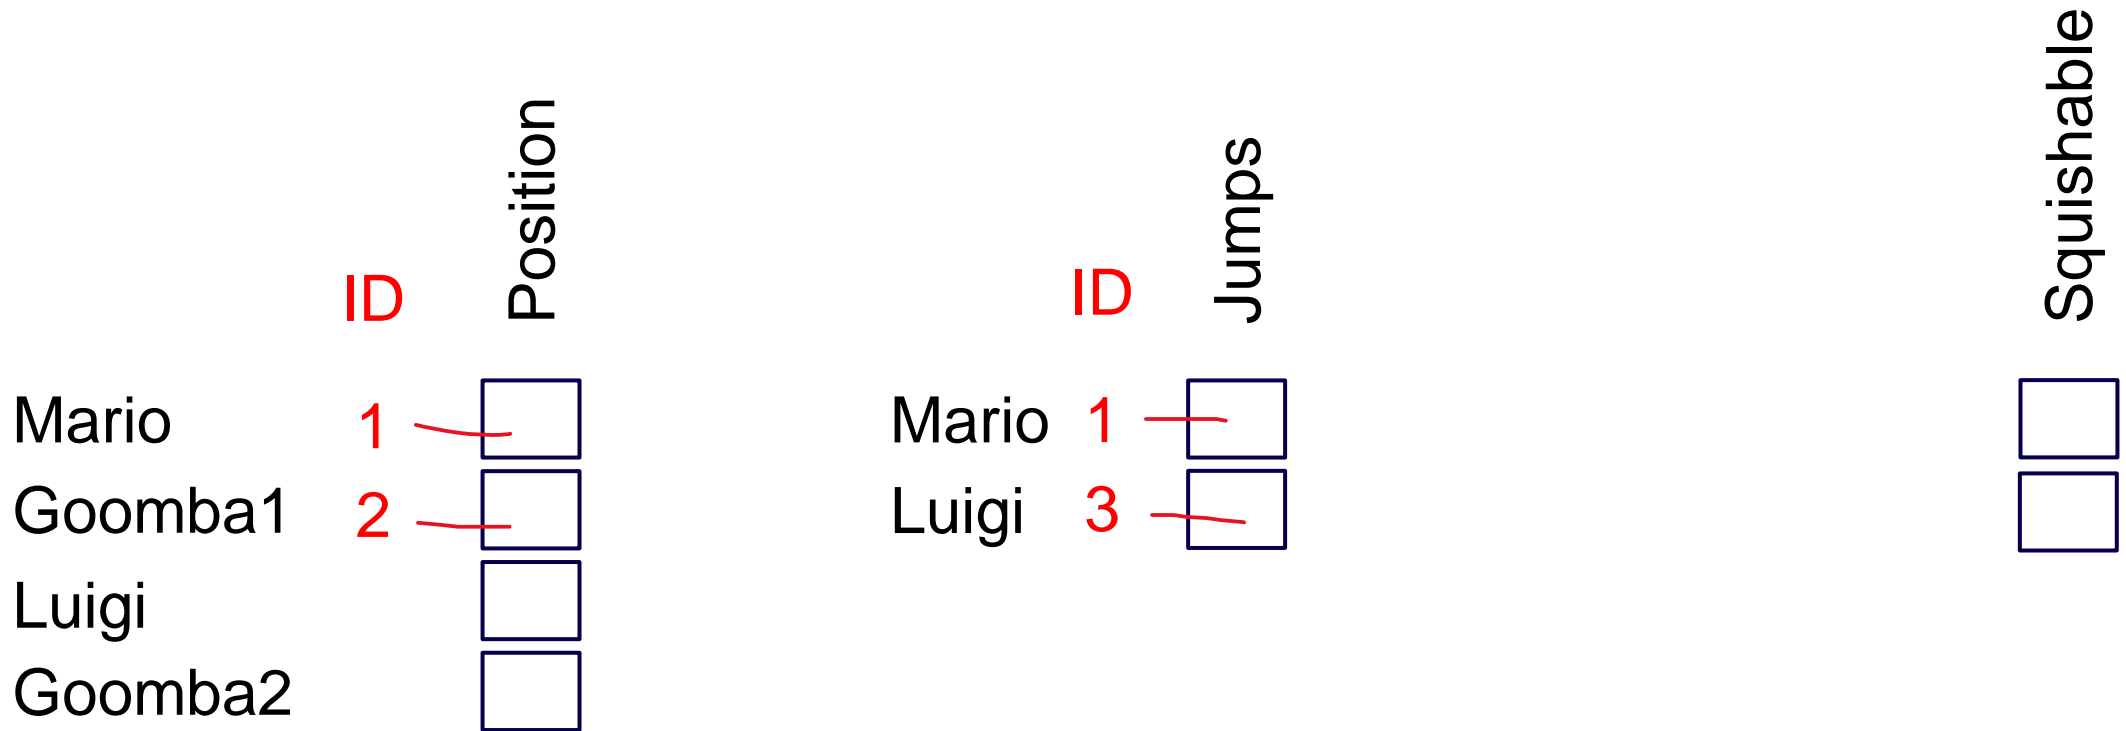 Position
Jumps
Squishable
ID
ID
Mario 1
Mario 1
Goomba1 2
Luigi 3
Luigi
Goomba2